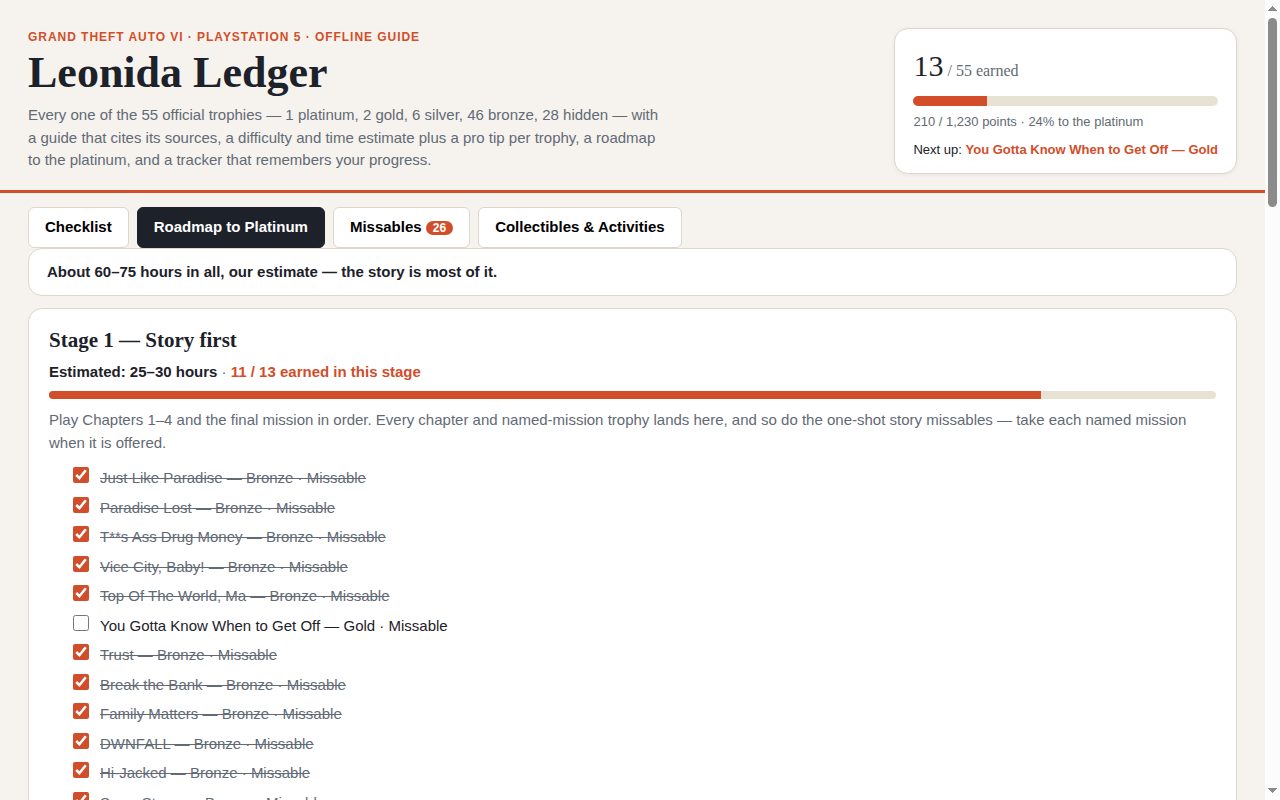 GRAND THEFT AUTO VI · PLAYSTATION 5 · OFFLINE GUIDE
Leonida Ledger
Every one of the 55 official trophies — 1 platinum, 2 gold, 6 silver, 46 bronze, 28 hidden — with
a guide that cites its sources, a difficulty and time estimate plus a pro tip per trophy, a roadmap
to the platinum, and a tracker that remembers your progress.
13 / 55 earned
210 / 1,230 points · 24% to the platinum
Next up: You Gotta Know When to Get Off — Gold
Checklist
Roadmap to Platinum
Missables 26
Collectibles & Activities
About 60–75 hours in all, our estimate — the story is most of it.
Stage 1 — Story first
Estimated: 25–30 hours · 11 / 13 earned in this stage
Play Chapters 1–4 and the final mission in order. Every chapter and named-mission trophy lands here, and so do the one-shot story missables — take each named mission
when it is offered.
Just Like Paradise — Bronze · Missable
Paradise Lost — Bronze · Missable
T**s Ass Drug Money — Bronze · Missable
Vice City, Baby! — Bronze · Missable
Top Of The World, Ma — Bronze · Missable
You Gotta Know When to Get Off — Gold · Missable
Trust — Bronze · Missable
Break the Bank — Bronze · Missable
Family Matters — Bronze · Missable
DWNFALL — Bronze · Missable
Hi-Jacked — Bronze · Missable